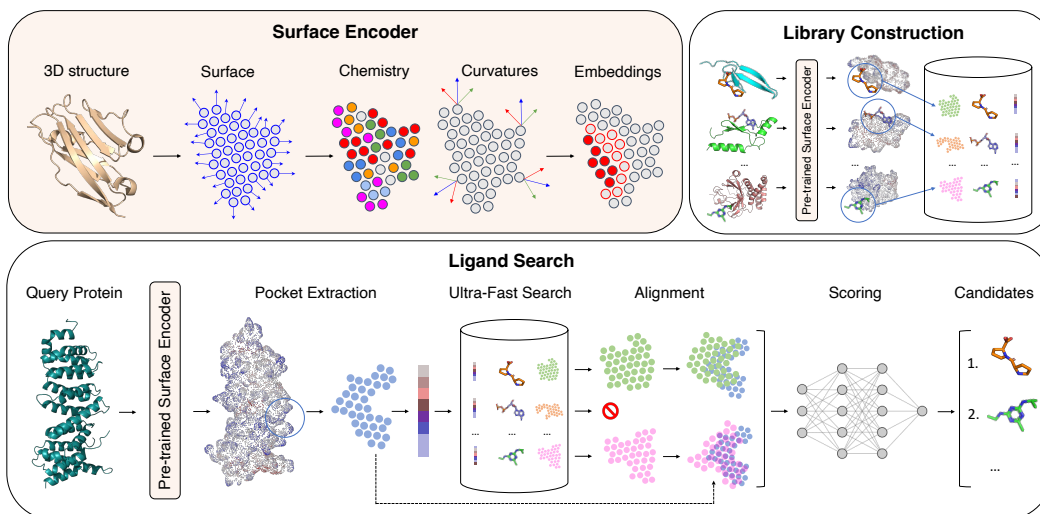 Surface Encoder
3D structure
Surface
Chemistry
Curvatures
Embeddings
Library Construction
Pre-trained Surface Encoder
...
...
...
... ... ...
Ligand Search
Query Protein
Pocket Extraction
Ultra-Fast Search
Alignment
Scoring
Candidates
Pre-trained Surface Encoder
... ... ...
1.
2.
...